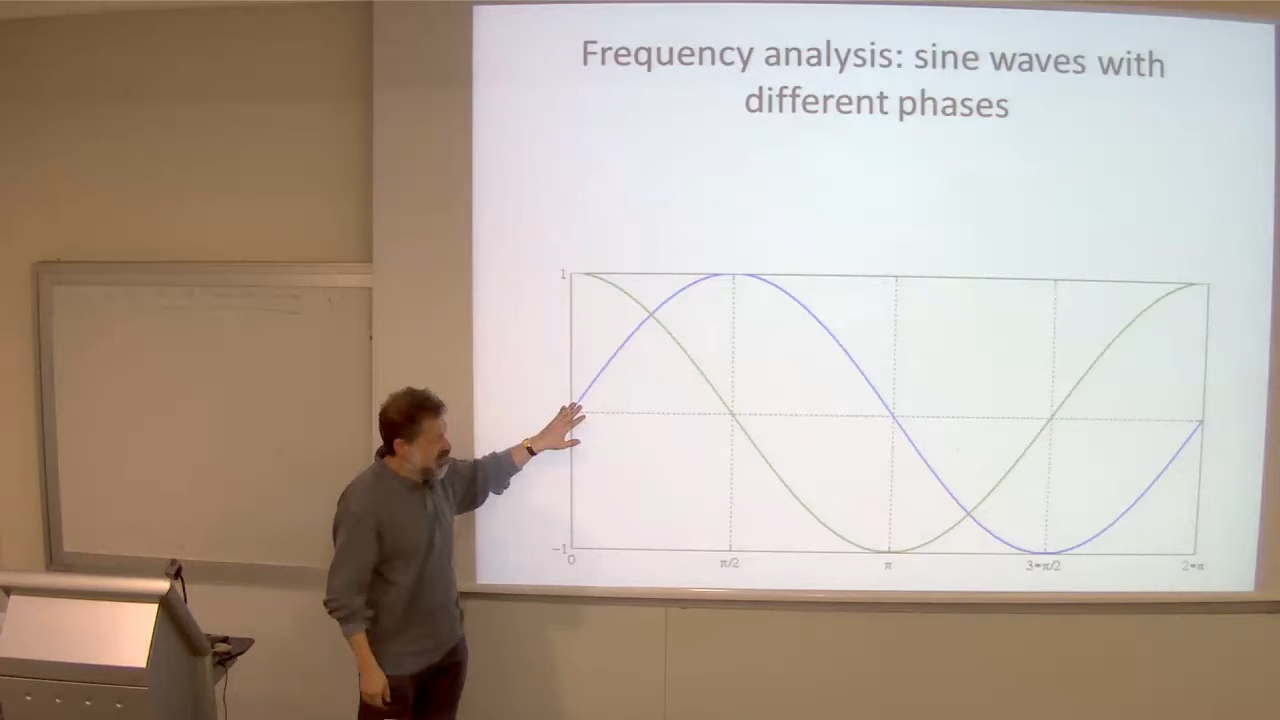 Frequency analysis: sine waves with
different phases
1
−1
0 π/2 π 3*π/2 2*π